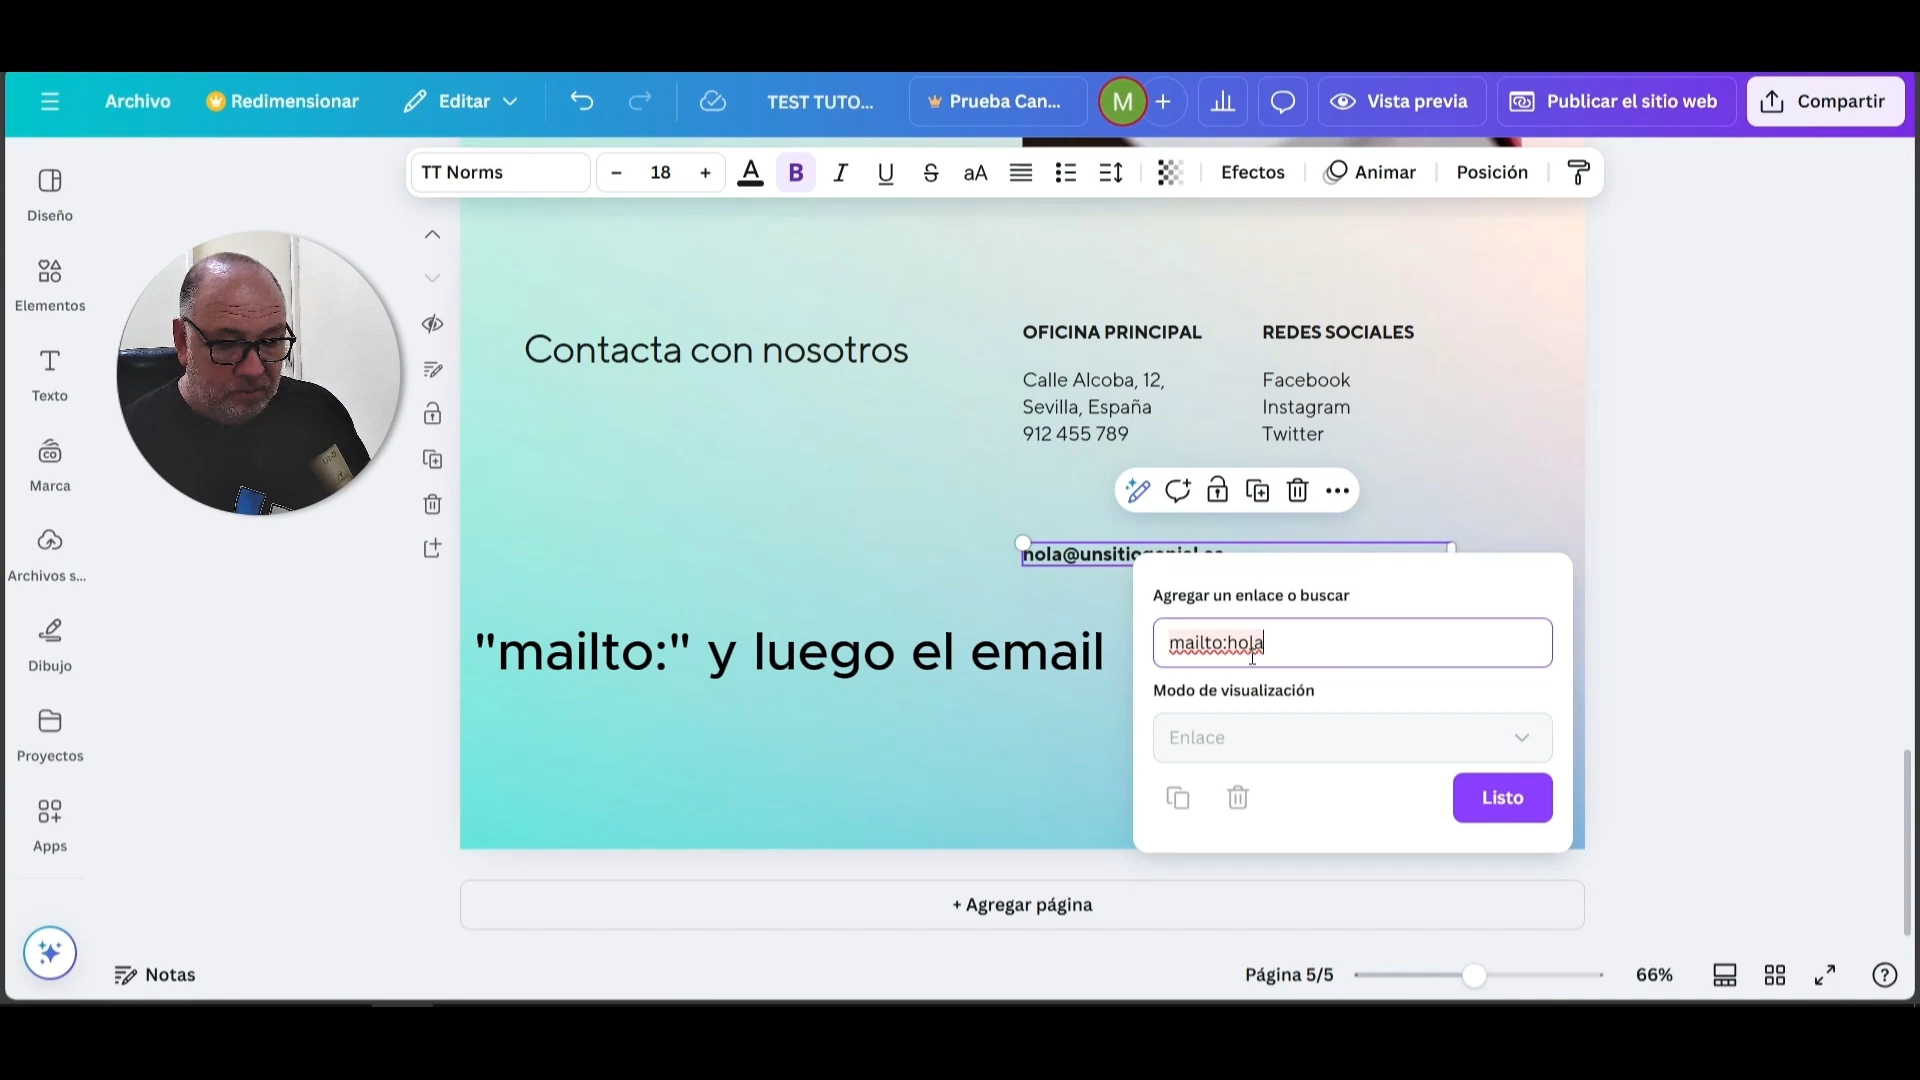 Archivo
Redimensionar
Editar
TEST TUTO...
Prueba Can...
M
Vista previa
Publicar el sitio web
Compartir
TT Norms
18
A
B
I
U
S
aA
Efectos
Animar
Posición
Diseño
Elementos
Texto
Marca
Archivos s...
Dibujo
Proyectos
Apps
Contacta con nosotros
OFICINA PRINCIPAL
Calle Alcoba, 12,
Sevilla, España
912 455 789
REDES SOCIALES
Facebook
Instagram
Twitter
"mailto:" y luego el email
Agregar un enlace o buscar
mailto:hola
Modo de visualización
Enlace
Listo
+ Agregar página
Notas
Página 5/5
66%